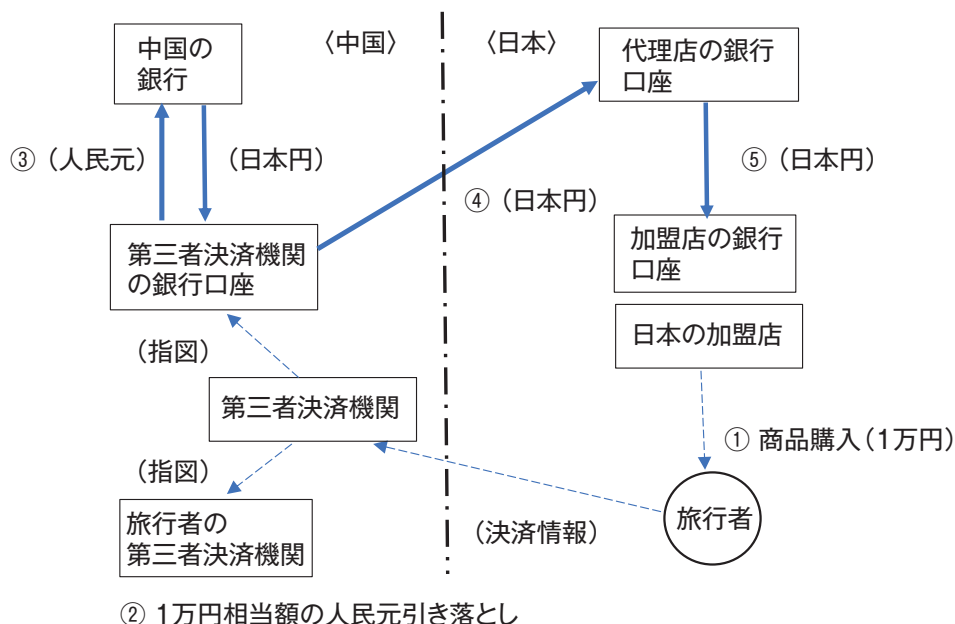 〈中国〉
〈日本〉
中国の
銀行
代理店の銀行
口座
③（人民元）
（日本円）
⑤（日本円）
④（日本円）
第三者決済機関
の銀行口座
加盟店の銀行
口座
日本の加盟店
（指図）
第三者決済機関
① 商品購入（1万円）
（指図）
旅行者の
第三者決済機関
（決済情報）
旅行者
② 1万円相当額の人民元引き落とし